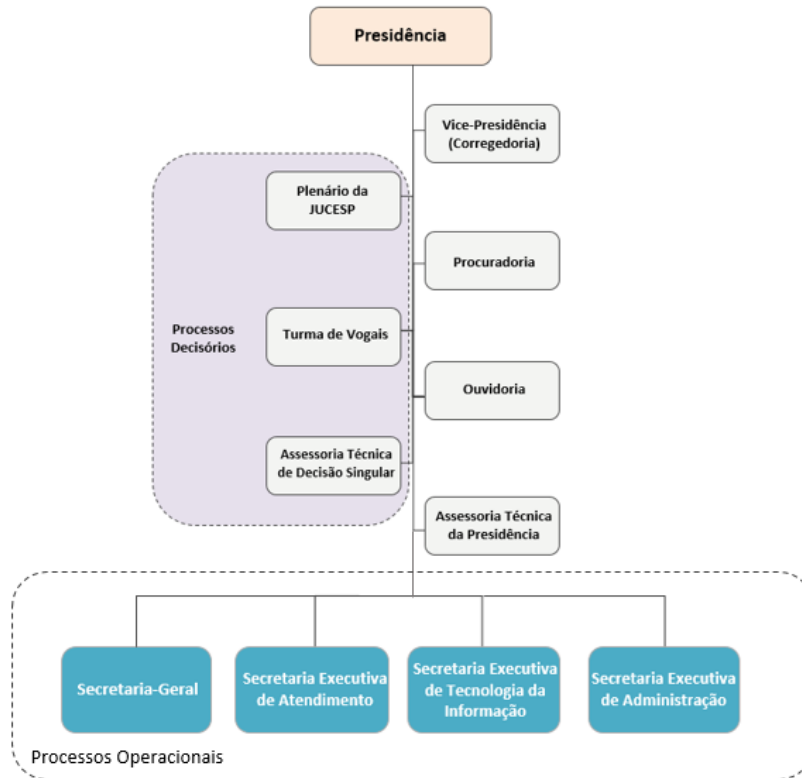 Presidência
Vice-Presidência
(Corregedoria)
Plenário da
JUCESP
Procuradoria
Processos
Decisórios
Turma de Vogais
Ouvidoria
Assessoria Técnica
de Decisão Singular
Assessoria Técnica
da Presidência
Secretaria-Geral
Secretaria Executiva
de Atendimento
Secretaria Executiva
de Tecnologia da
Informação
Secretaria Executiva
de Administração
Processos Operacionais